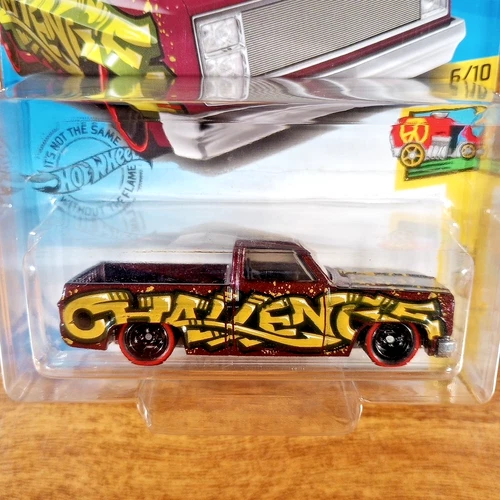 CHALLENGE
6/10
IT'S NOT THE SAME
Hot Wheels
WITHOUT THE FLAME
CHALLENGE